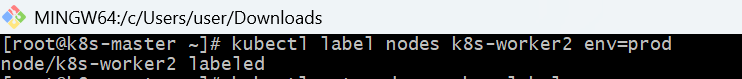 MINGW64:/c/Users/user/Downloads
[root@k8s-master ~]# kubectl label nodes k8s-worker2 env=prod
node/k8s-worker2 labeled